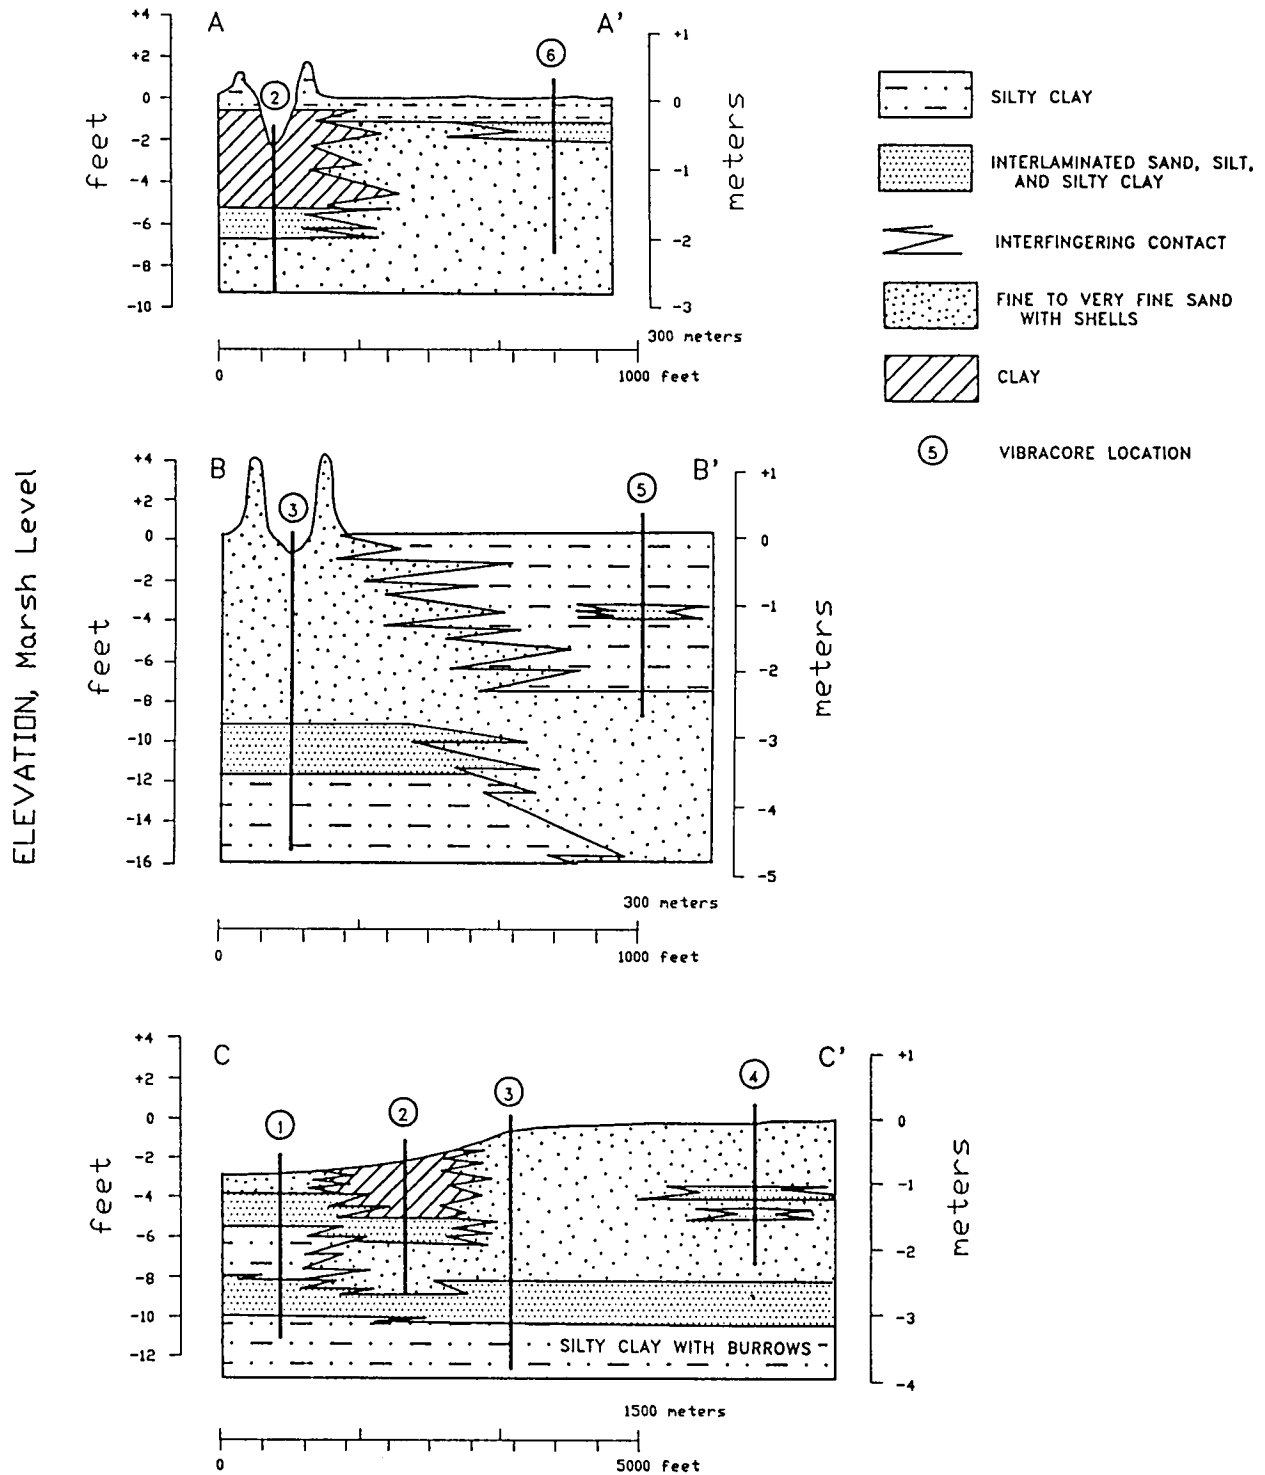 ELEVATION, Marsh Level
A
A'
2
6
+4
+2
0
-2
-4
-6
-8
-10
feet
+1
0
-1
-2
-3
meters
300 meters
0
1000 feet
SILTY CLAY
INTERLAMINATED SAND, SILT,
AND SILTY CLAY
INTERFINGERING CONTACT
FINE TO VERY FINE SAND
WITH SHELLS
CLAY
5
VIBRACORE LOCATION
B
B'
3
5
+4
+2
0
-2
-4
-6
-8
-10
-12
-14
-16
feet
+1
0
-1
-2
-3
-4
-5
meters
300 meters
0
1000 feet
C
C'
1
2
3
4
+4
+2
0
-2
-4
-6
-8
-10
-12
feet
+1
0
-1
-2
-3
-4
meters
SILTY CLAY WITH BURROWS
1500 meters
0
5000 feet